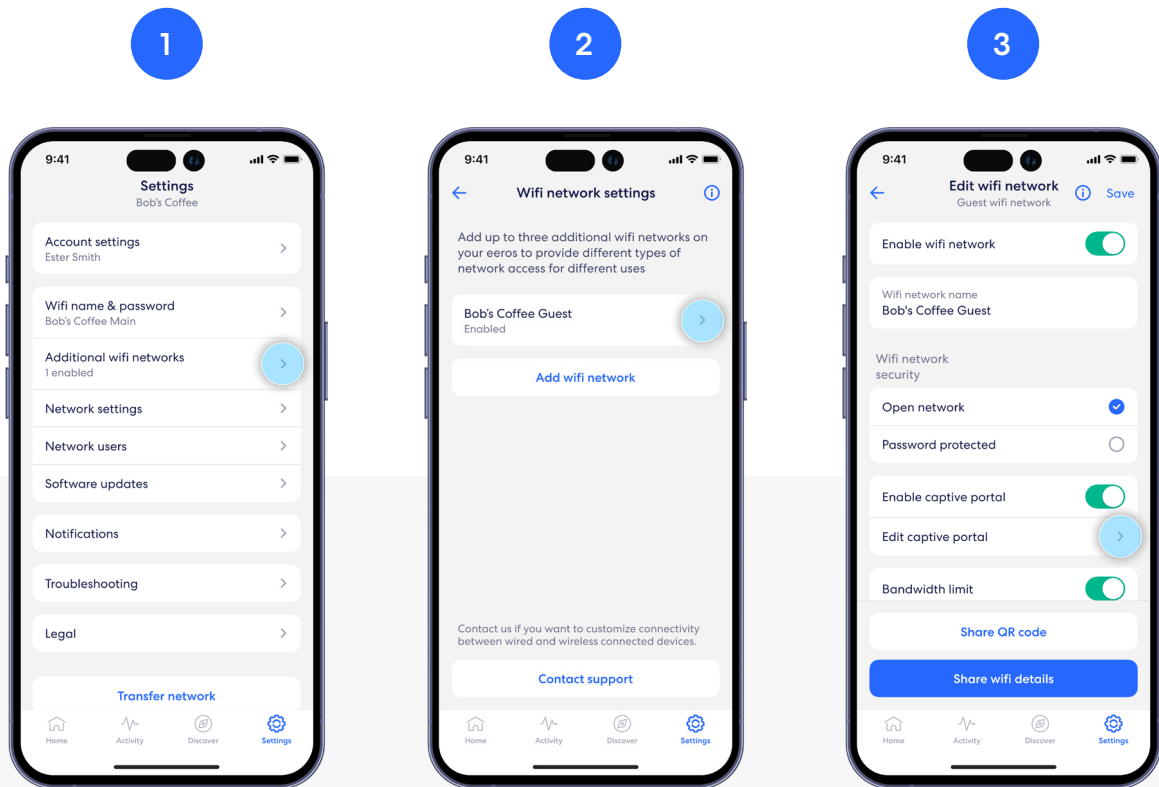 1
2
3
9:41
Settings
Bob's Coffee
Account settings
Ester Smith
Wifi name & password
Bob's Coffee Main
Additional wifi networks
1 enabled
Network settings
Network users
Software updates
Notifications
Troubleshooting
Legal
Transfer network
Home
Activity
Discover
Settings
9:41
Wifi network settings
Add up to three additional wifi networks on
your eeros to provide different types of
network access for different uses
Bob's Coffee Guest
Enabled
Add wifi network
Contact us if you want to customize connectivity
between wired and wireless connected devices.
Contact support
Home
Activity
Discover
Settings
9:41
Edit wifi network
Guest wifi network
Save
Enable wifi network
Wifi network name
Bob's Coffee Guest
Wifi network
security
Open network
Password protected
Enable captive portal
Edit captive portal
Bandwidth limit
Share QR code
Share wifi details
Home
Activity
Discover
Settings